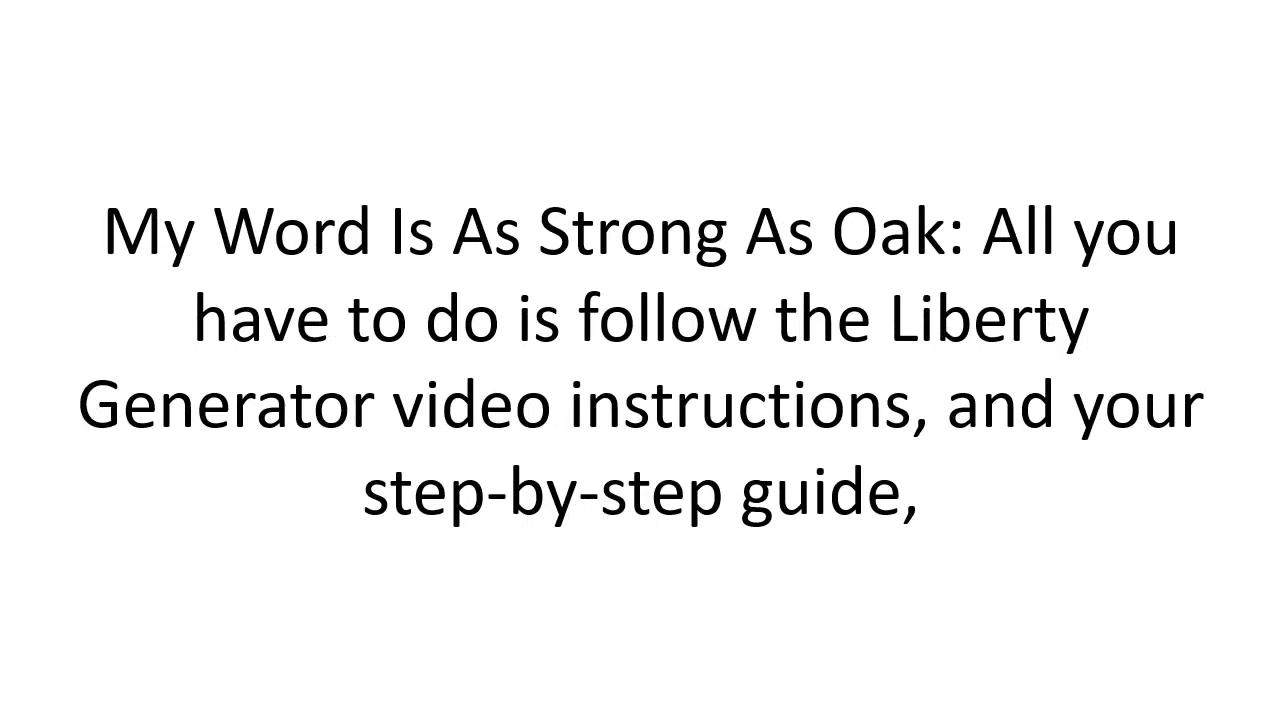 My Word Is As Strong As Oak: All you
have to do is follow the Liberty
Generator video instructions, and your
step-by-step guide,